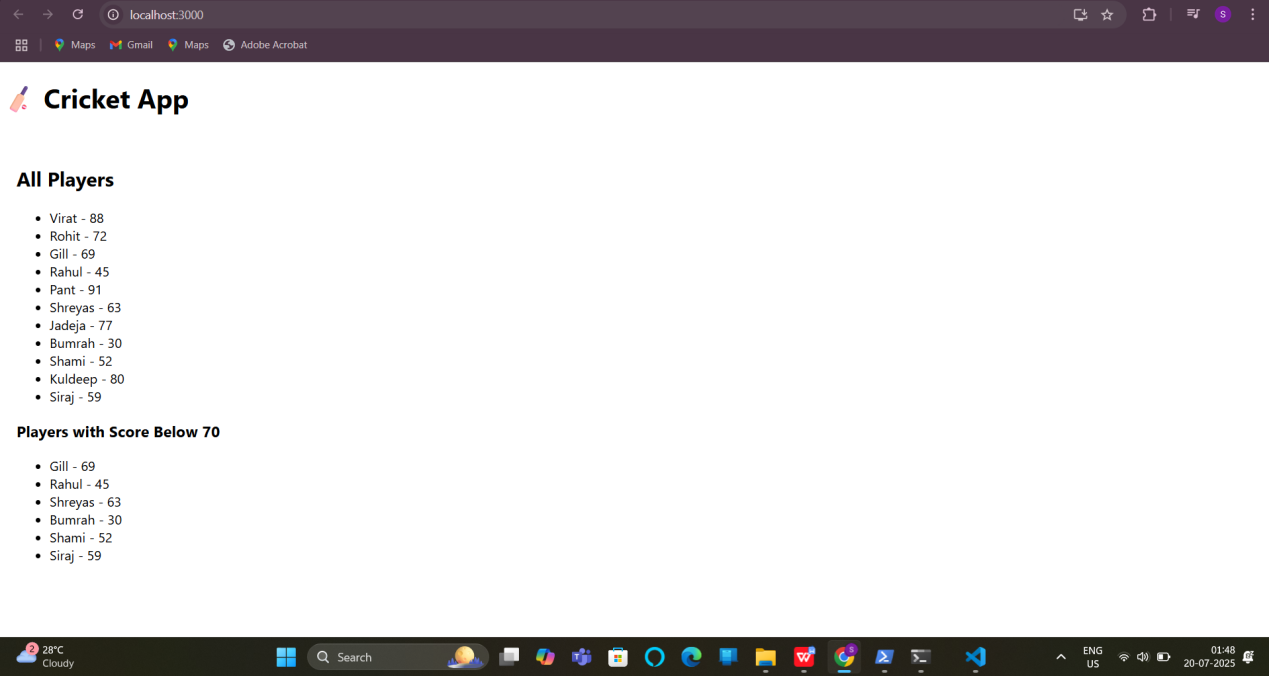 localhost:3000
S
Maps
Gmail
Maps
Adobe Acrobat
Cricket App
All Players
• Virat - 88
• Rohit - 72
• Gill - 69
• Rahul - 45
• Pant - 91
• Shreyas - 63
• Jadeja - 77
• Bumrah - 30
• Shami - 52
• Kuldeep - 80
• Siraj - 59
Players with Score Below 70
• Gill - 69
• Rahul - 45
• Shreyas - 63
• Bumrah - 30
• Shami - 52
• Siraj - 59
2
28°C
Cloudy
Search
W
S
ENG
US
01:48
20-07-2025